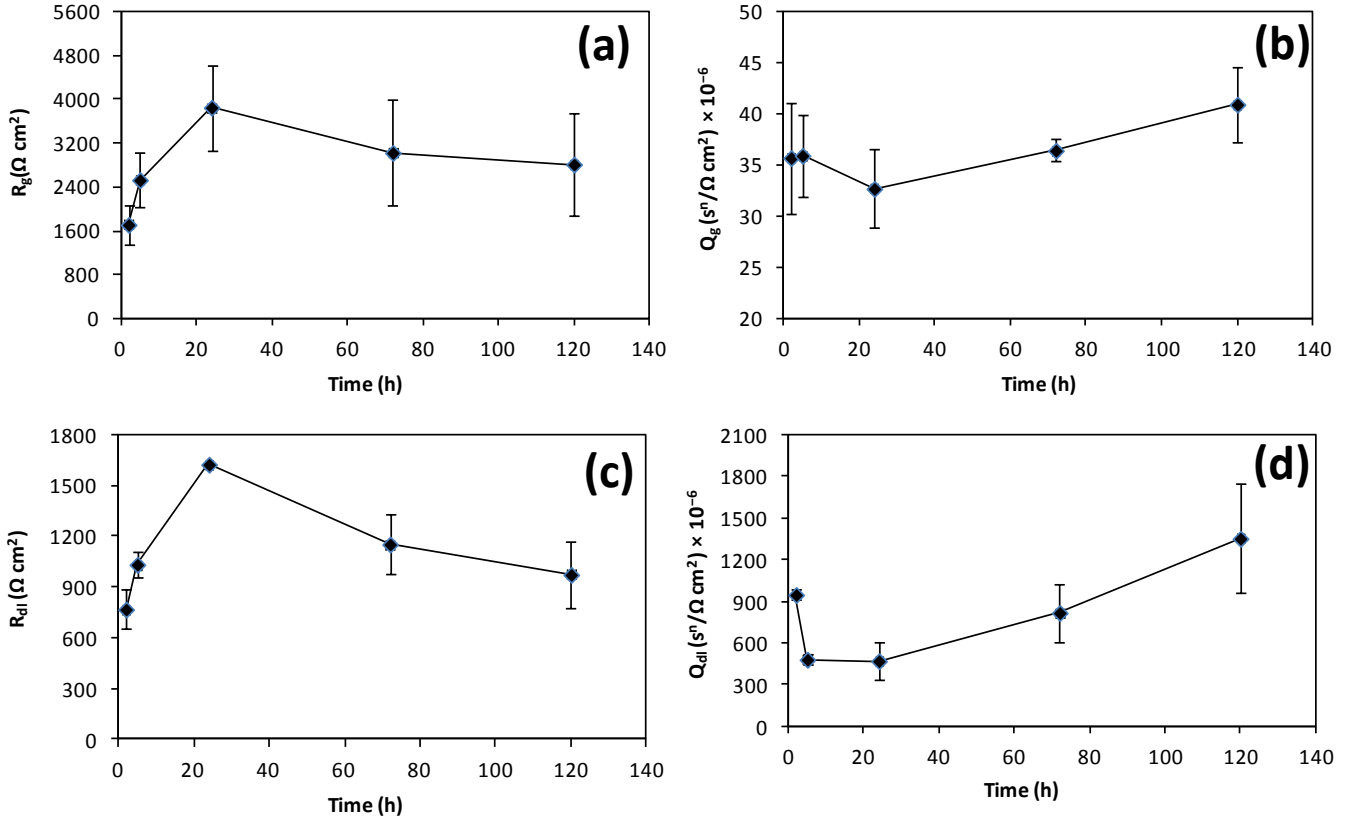 (a)
R_g(Ω cm²)
5600
4800
4000
3200
2400
1600
800
0
0 20 40 60 80 100 120 140
Time (h)
(b)
Q_g (sⁿ/Ω cm²) × 10⁻⁶
50
45
40
35
30
25
20
0 20 40 60 80 100 120 140
Time (h)
(c)
R_dl (Ω cm²)
1800
1500
1200
900
600
300
0
0 20 40 60 80 100 120 140
Time (h)
(d)
Q_dl (sⁿ/Ω cm²) × 10⁻⁶
2100
1800
1500
1200
900
600
300
0
0 20 40 60 80 100 120 140
Time (h)